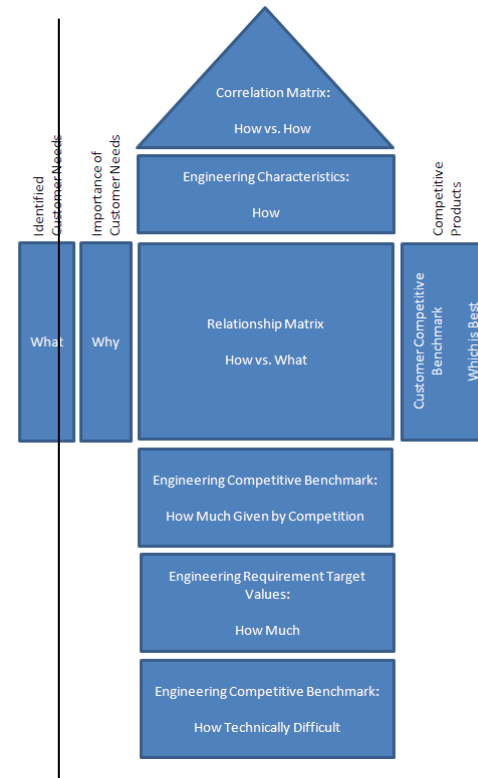 Correlation Matrix:
How vs. How
Engineering Characteristics:
How
Identified
Customer Needs
Importance of
Customer Needs
Competitive
Products
What
Why
Relationship Matrix
How vs. What
Customer Competitive
Benchmark
Which is Best
Engineering Competitive Benchmark:
How Much Given by Competition
Engineering Requirement Target
Values:
How Much
Engineering Competitive Benchmark:
How Technically Difficult